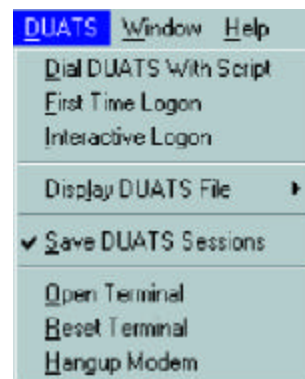 DUATS Window Help
Dial DUATS With Script
First Time Logon
Interactive Logon
Display DUATS File
Save DUATS Sessions
Open Terminal
Reset Terminal
Hangup Modem